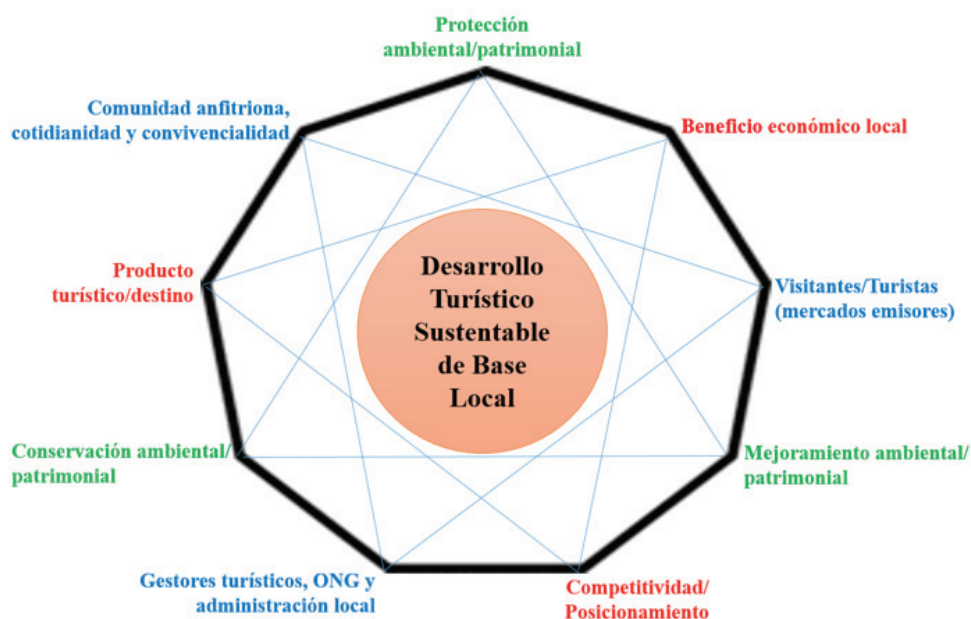 Protección
ambiental/patrimonial
Comunidad anfitriona,
cotidianidad y convivencialidad
Beneficio económico local
Producto
turístico/destino
Desarrollo
Turístico
Sustentable
de Base
Local
Visitantes/Turistas
(mercados emisores)
Conservación ambiental/
patrimonial
Mejoramiento ambiental/
patrimonial
Gestores turísticos, ONG y
administración local
Competitividad/
Posicionamiento